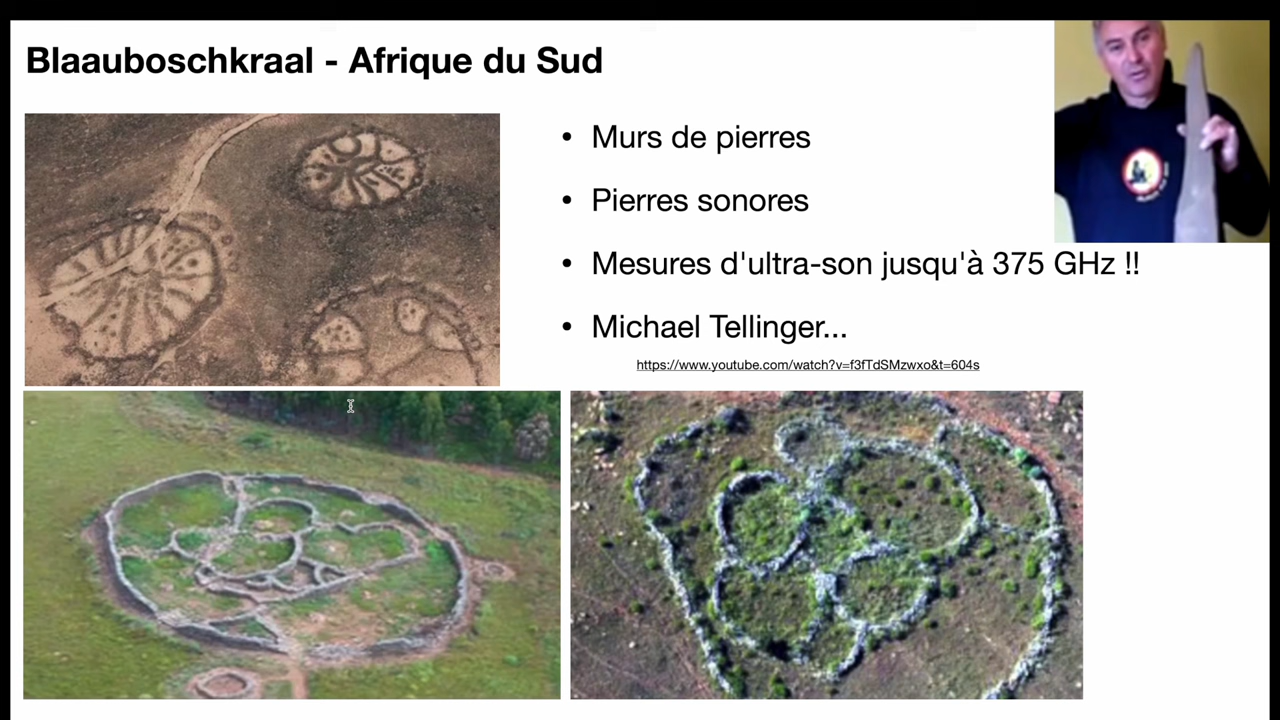 Blaauboschkraal - Afrique du Sud
• Murs de pierres
• Pierres sonores
• Mesures d'ultra-son jusqu'à 375 GHz !!
• Michael Tellinger...
https://www.youtube.com/watch?v=f3fTdSMzwxo&t=604s